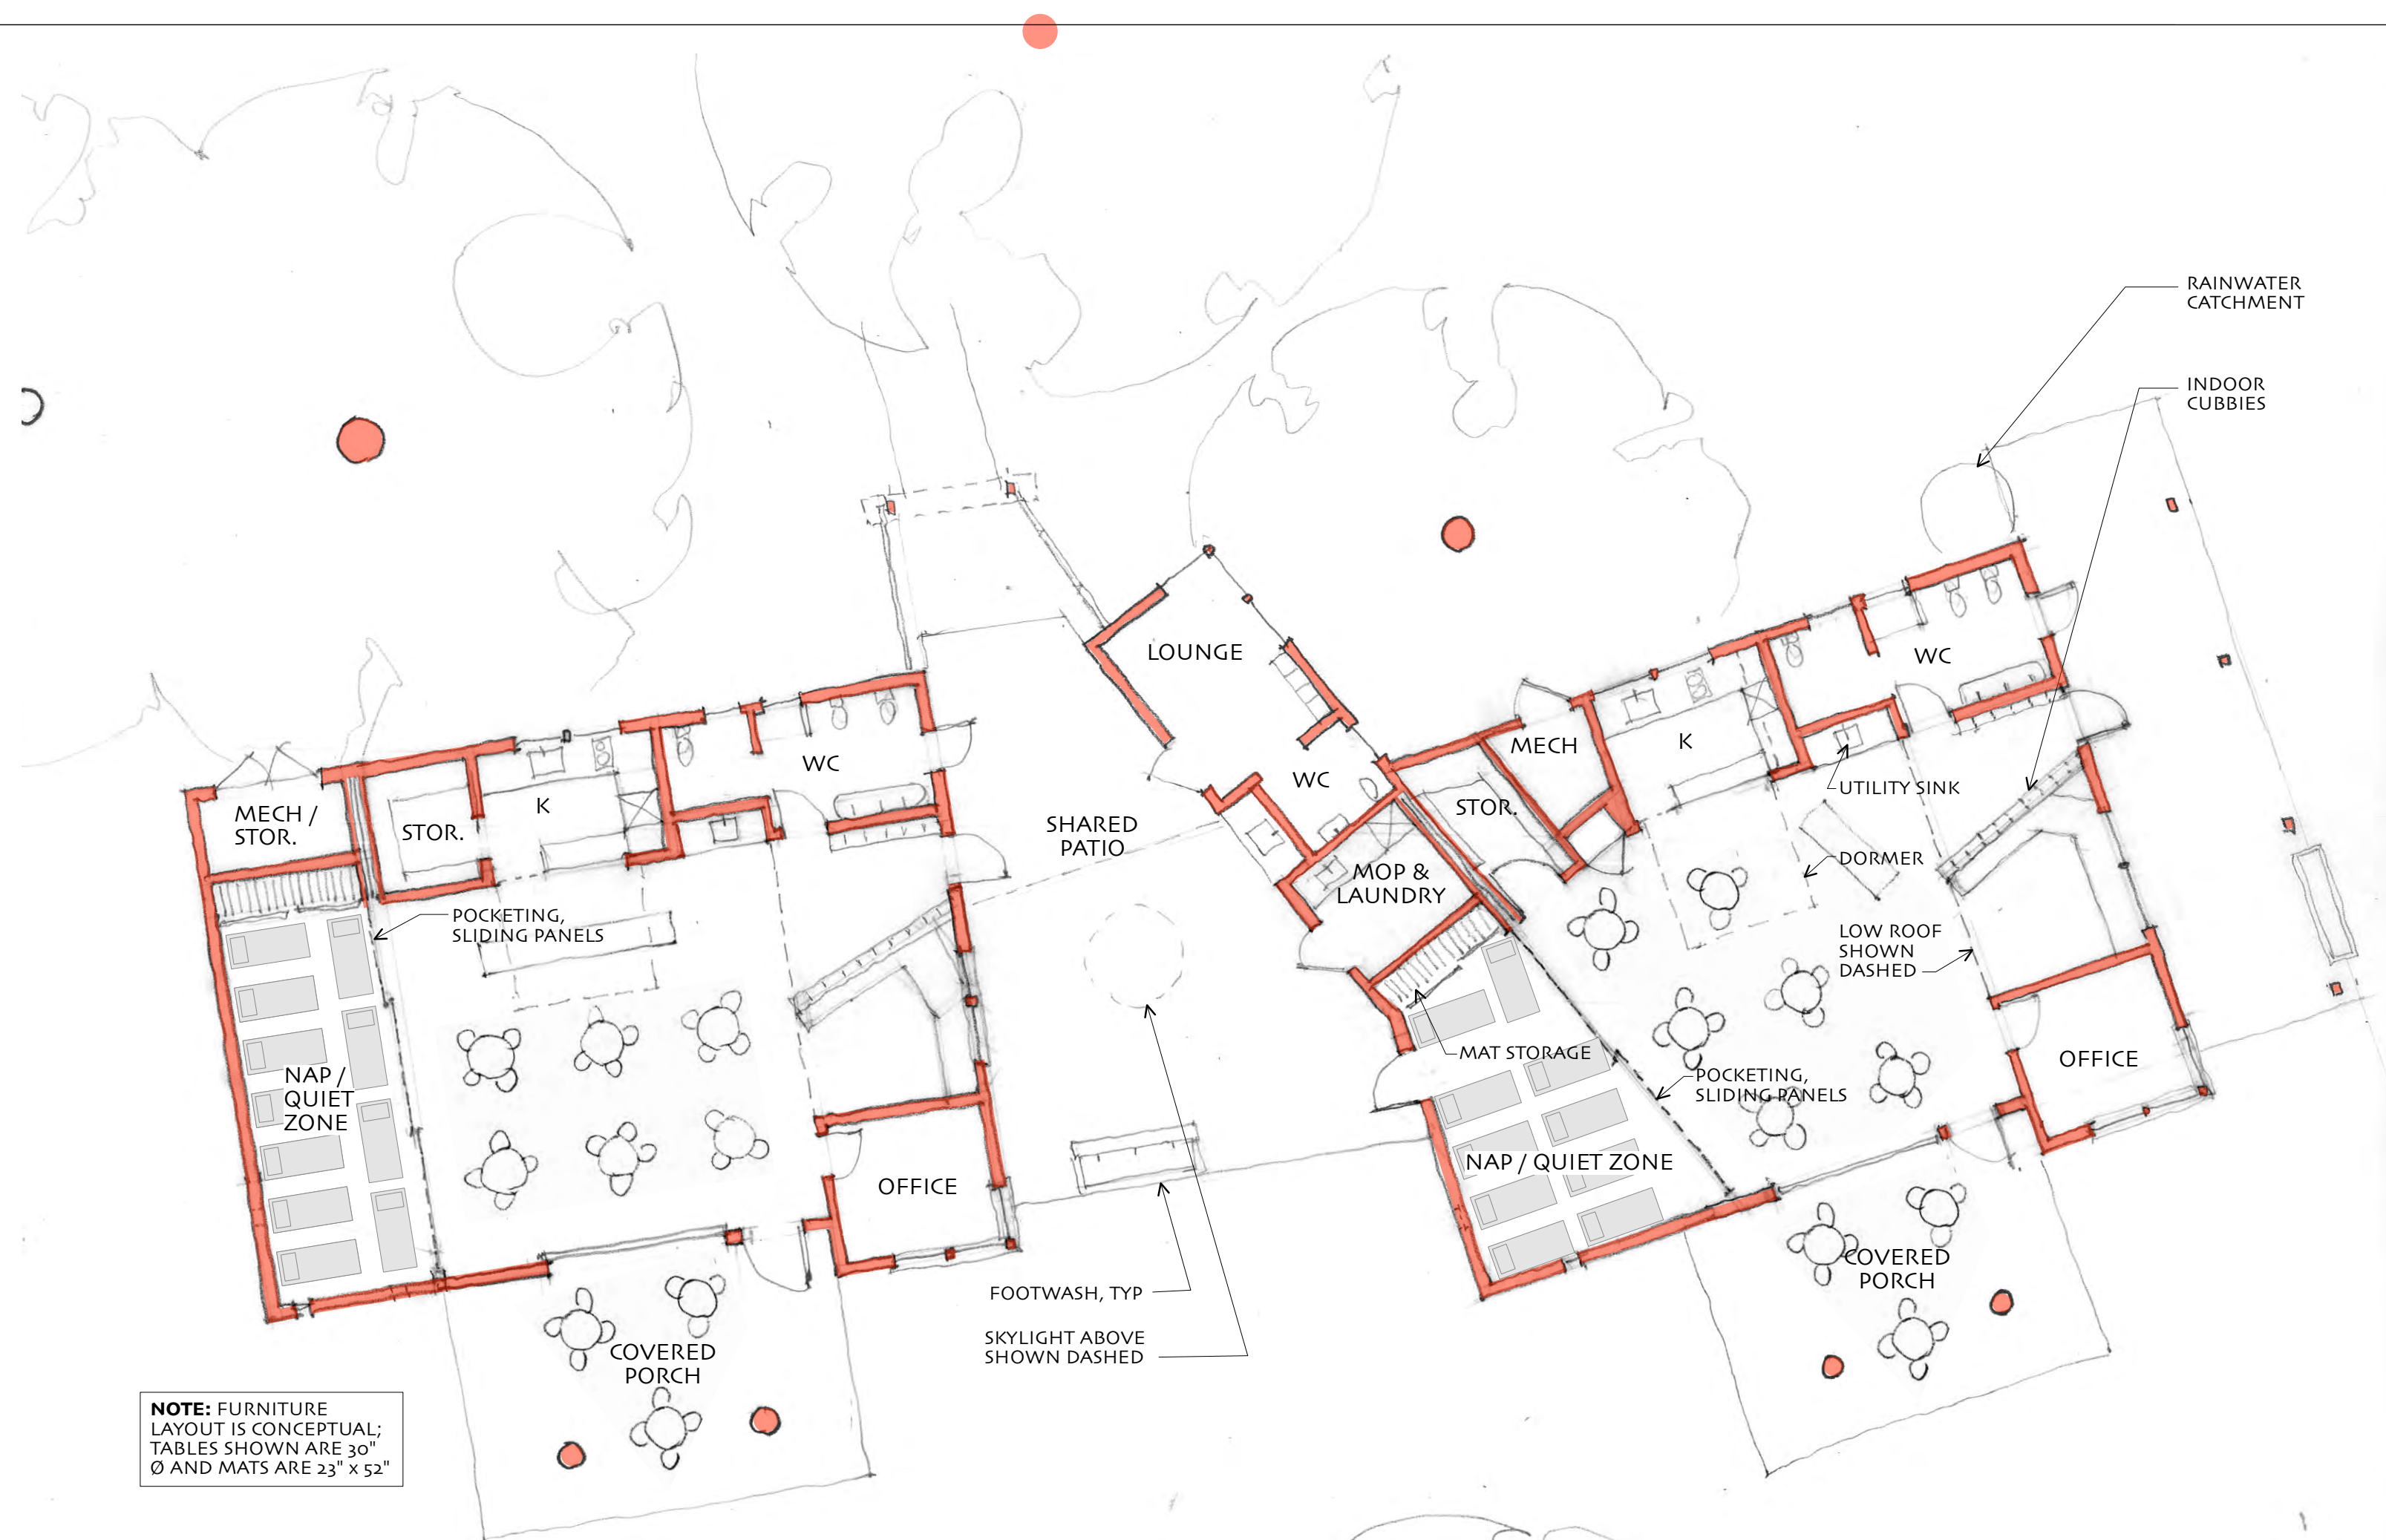 RAINWATER
CATCHMENT
INDOOR
CUBBIES
LOUNGE
WC
MECH
K
WC
MECH /
STOR.
STOR.
K
WC
STOR.
UTILITY SINK
SHARED
PATIO
MOP &
LAUNDRY
DORMER
POCKETING,
SLIDING PANELS
LOW ROOF
SHOWN
DASHED
MAT STORAGE
OFFICE
NAP /
QUIET
ZONE
POCKETING,
SLIDING PANELS
NAP / QUIET ZONE
OFFICE
COVERED
PORCH
FOOTWASH, TYP
SKYLIGHT ABOVE
SHOWN DASHED
COVERED
PORCH
NOTE: FURNITURE
LAYOUT IS CONCEPTUAL;
TABLES SHOWN ARE 30"
Ø AND MATS ARE 23" x 52"